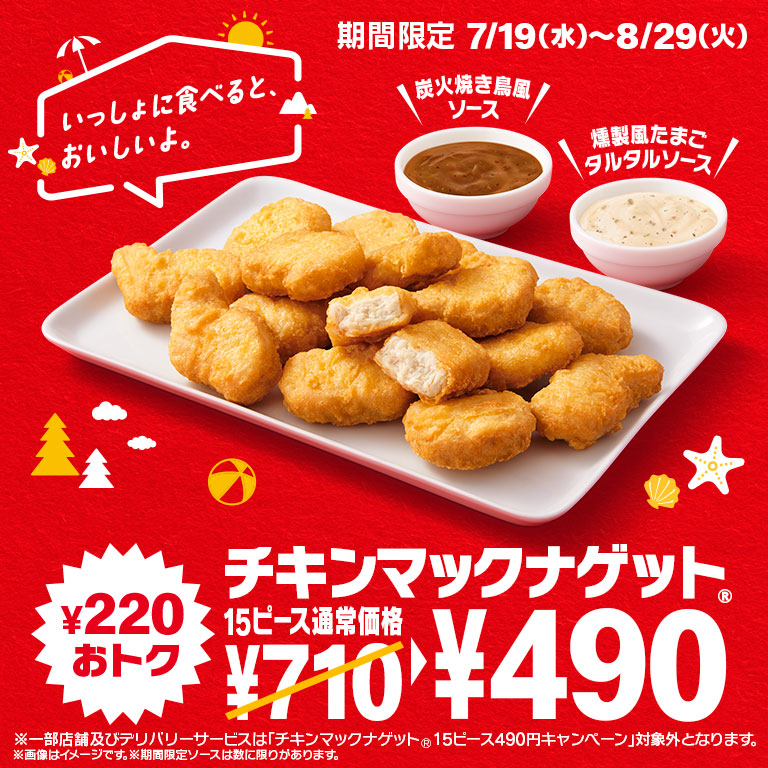 期間限定 7/19(水)〜8/29(火)
いっしょに食べると、
おいしいよ。
炭火焼き鳥風
ソース
燻製風たまご
タルタルソース
チキンマックナゲット®
¥220
おトク
15ピース通常価格
¥710
¥490
※一部店舗及びデリバリーサービスは「チキンマックナゲット® 15ピース490円キャンペーン」対象外となります。
※画像はイメージです。※期間限定ソースは数に限りがあります。